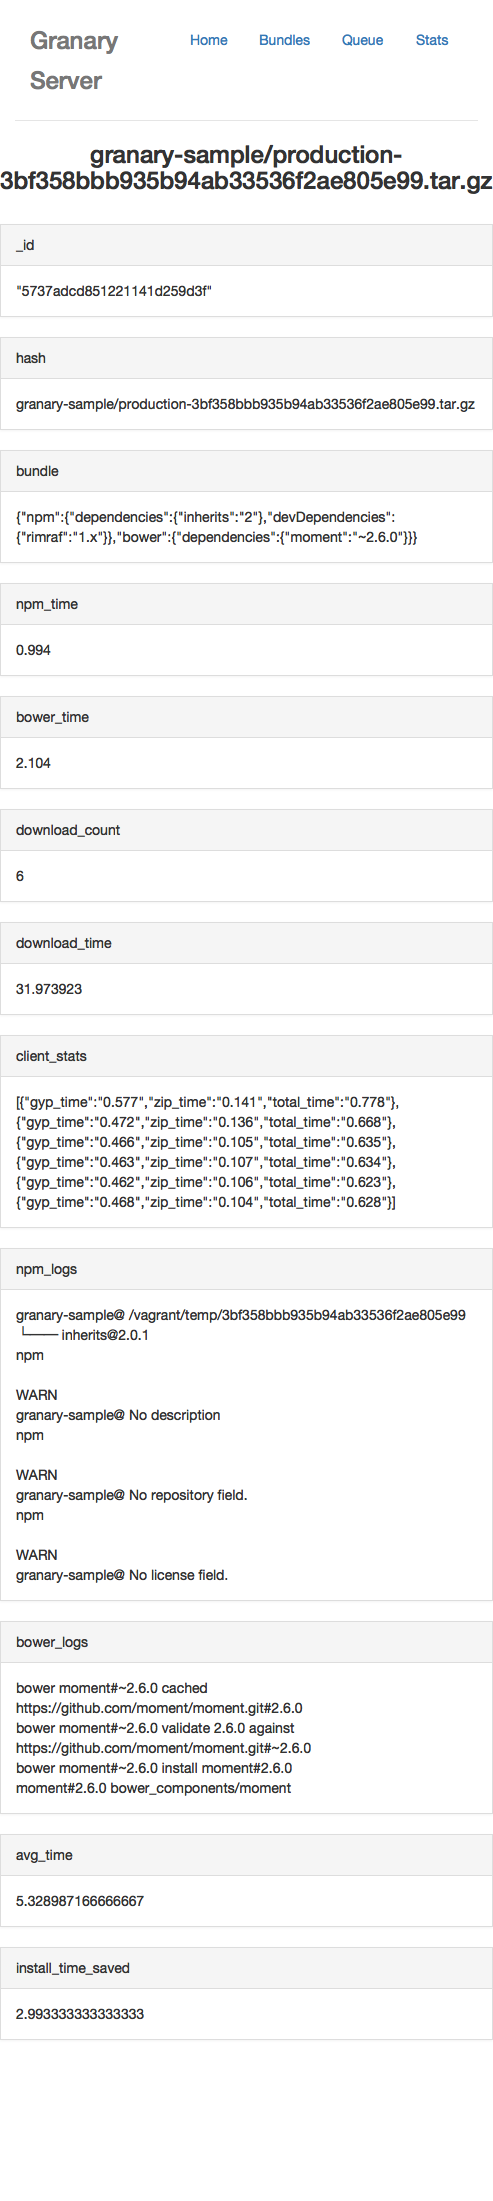 Granary
Server
Home Bundles Queue Stats
granary-sample/production-
3bf358bbb935b94ab33536f2ae805e99.tar.gz
_id
"5737adcd851221141d259d3f"
hash
granary-sample/production-3bf358bbb935b94ab33536f2ae805e99.tar.gz
bundle
{"npm":{"dependencies":{"inherits":"2"},"devDependencies":
{"rimraf":"1.x"}},"bower":{"dependencies":{"moment":"~2.6.0"}}}
npm_time
0.994
bower_time
2.104
download_count
6
download_time
31.973923
client_stats
[{"gyp_time":"0.577","zip_time":"0.141","total_time":"0.778"},
{"gyp_time":"0.472","zip_time":"0.136","total_time":"0.668"},
{"gyp_time":"0.466","zip_time":"0.105","total_time":"0.635"},
{"gyp_time":"0.463","zip_time":"0.107","total_time":"0.634"},
{"gyp_time":"0.462","zip_time":"0.106","total_time":"0.623"},
{"gyp_time":"0.468","zip_time":"0.104","total_time":"0.628"}]
npm_logs
granary-sample@ /vagrant/temp/3bf358bbb935b94ab33536f2ae805e99
└── inherits@2.0.1
npm
WARN
granary-sample@ No description
npm
WARN
granary-sample@ No repository field.
npm
WARN
granary-sample@ No license field.
bower_logs
bower moment#~2.6.0 cached
https://github.com/moment/moment.git#2.6.0
bower moment#~2.6.0 validate 2.6.0 against
https://github.com/moment/moment.git#~2.6.0
bower moment#~2.6.0 install moment#2.6.0
moment#2.6.0 bower_components/moment
avg_time
5.328987166666667
install_time_saved
2.993333333333333